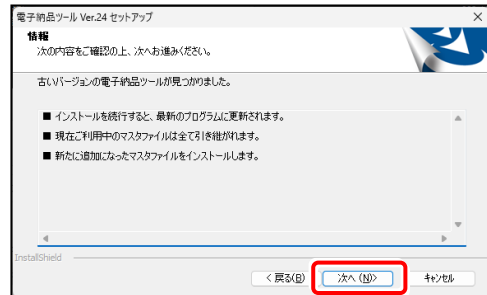 電子納品ツール Ver.24 セットアップ
情報
次の内容をご確認の上、次へお進みください。
古いバージョンの電子納品ツールが見つかりました。
■ インストールを続行すると、最新のプログラムに更新されます。
■ 現在ご利用中のマスタファイルは全て引き継がれます。
■ 新たに追加になったマスタファイルをインストールします。
InstallShield
< 戻る(B) 次へ (N)> キャンセル